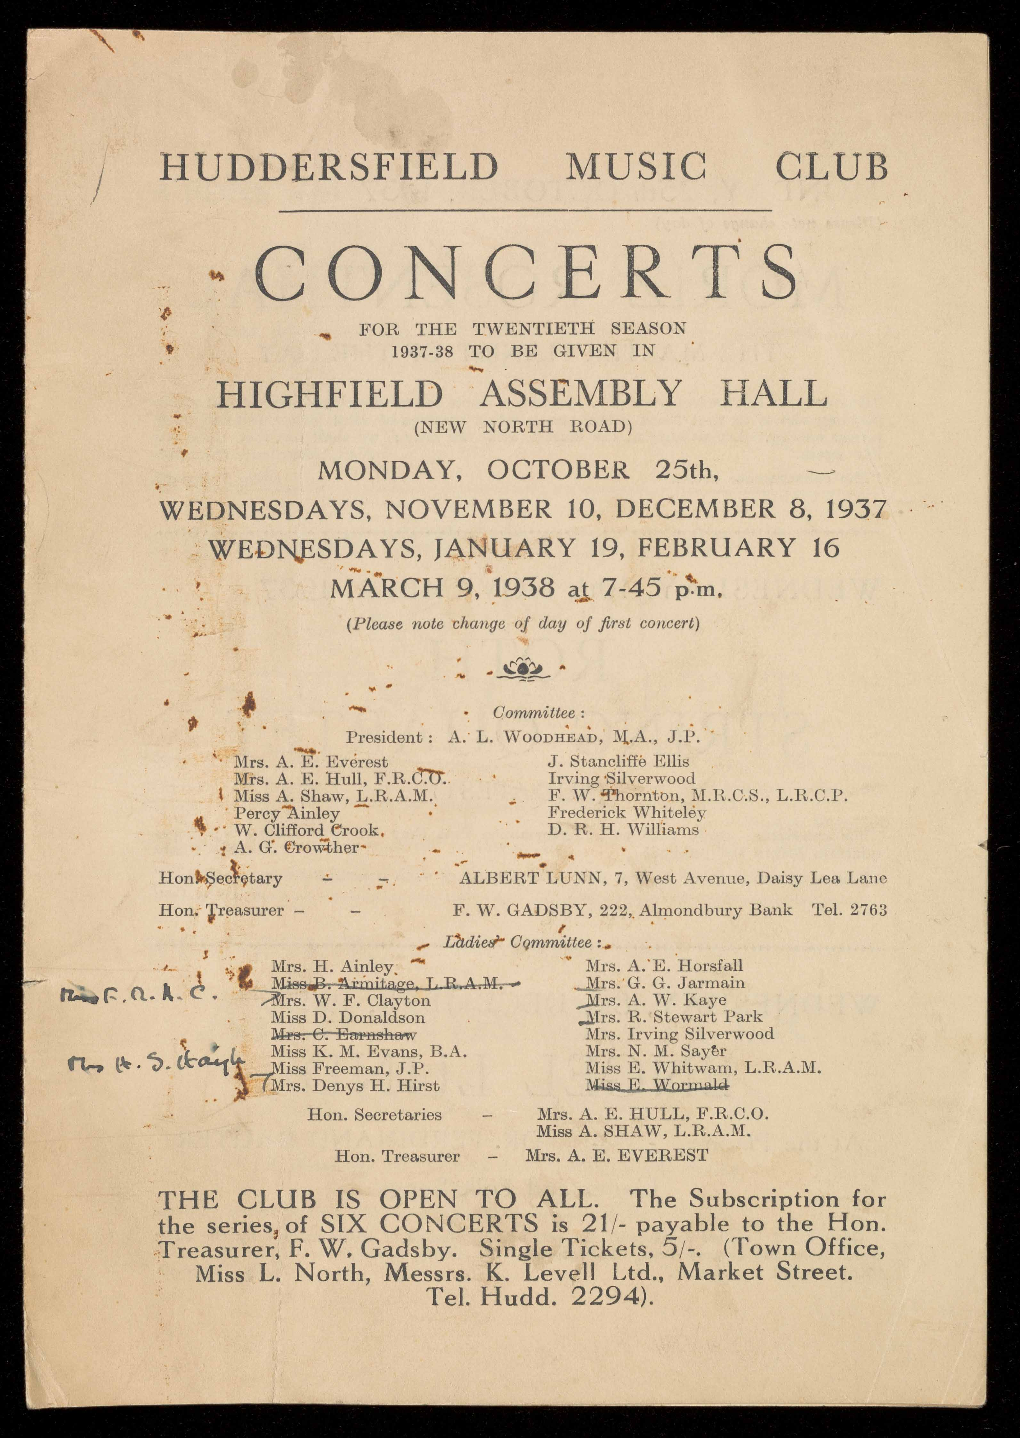 HUDDERSFIELD MUSIC CLUB
CONCERTS
FOR THE TWENTIETH SEASON
1937-38 TO BE GIVEN IN
HIGHFIELD ASSEMBLY HALL
(NEW NORTH ROAD)
MONDAY, OCTOBER 25th,
WEDNESDAYS, NOVEMBER 10, DECEMBER 8, 1937
WEDNESDAYS, JANUARY 19, FEBRUARY 16
MARCH 9, 1938 at 7-45 p.m.
(Please note change of day of first concert)
Committee :
President : A. L. WOODHEAD, M.A., J.P.
Mrs. A. E. Everest
Mrs. A. E. Hull, F.R.C.O.
Miss A. Shaw, L.R.A.M.
Percy Ainley
W. Clifford Crook
A. G. Crowther
J. Stancliffe Ellis
Irving Silverwood
F. W. Thornton, M.R.C.S., L.R.C.P.
Frederick Whiteley
D. R. H. Williams
Hon. Secretary - - ALBERT LUNN, 7, West Avenue, Daisy Lea Lane
Hon. Treasurer - - F. W. GADSBY, 222, Almondbury Bank Tel. 2763
Ladies' Committee :
Mrs. H. Ainley
Miss B. Armitage, L.R.A.M.
Mrs. W. F. Clayton
Miss D. Donaldson
Mrs. C. Earnshaw
Miss K. M. Evans, B.A.
Miss Freeman, J.P.
Mrs. Denys H. Hirst
Mrs. A. E. Horsfall
Mrs. G. G. Jarmain
Mrs. A. W. Kaye
Mrs. R. Stewart Park
Mrs. Irving Silverwood
Mrs. N. M. Sayer
Miss E. Whitwam, L.R.A.M.
Miss E. Wormald
Hon. Secretaries - Mrs. A. E. HULL, F.R.C.O.
Miss A. SHAW, L.R.A.M.
Hon. Treasurer - Mrs. A. E. EVEREST
THE CLUB IS OPEN TO ALL. The Subscription for
the series, of SIX CONCERTS is 21/- payable to the Hon.
Treasurer, F. W. Gadsby. Single Tickets, 5/-. (Town Office,
Miss L. North, Messrs. K. Levell Ltd., Market Street.
Tel. Hudd. 2294).